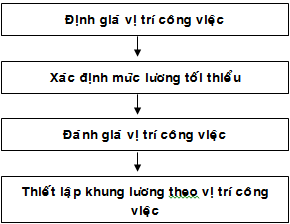 Định giá vị trí công việc
Xác định mức lương tối thiểu
Đánh giá vị trí công việc
Thiết lập khung lương theo vị trí công
việc